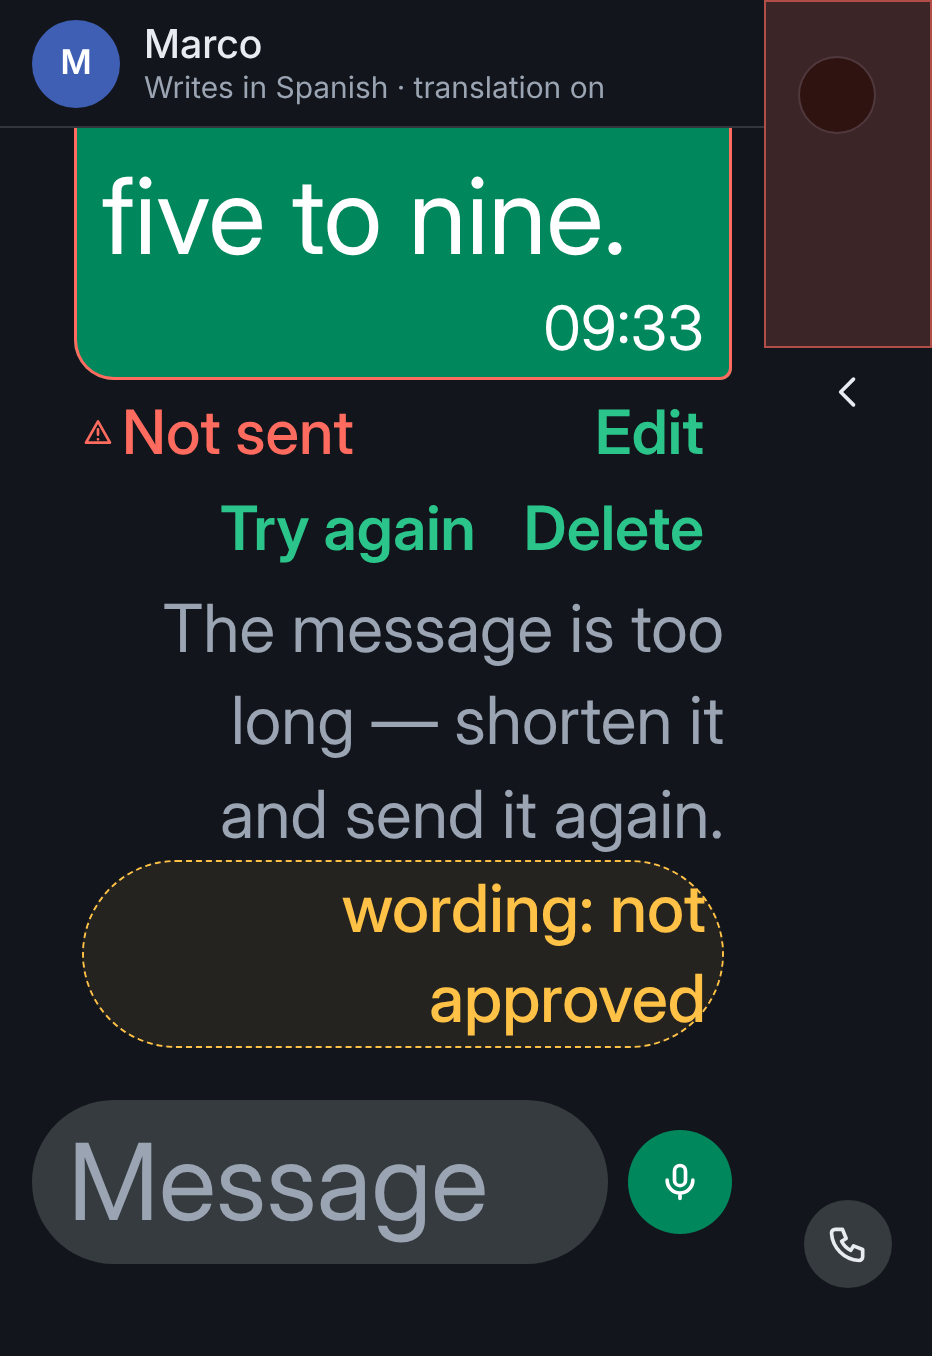 M
Marco
Writes in Spanish · translation on
five to nine.
09:33
Not sent
Edit
Try again
Delete
The message is too
long — shorten it
and send it again.
wording: not
approved
Message